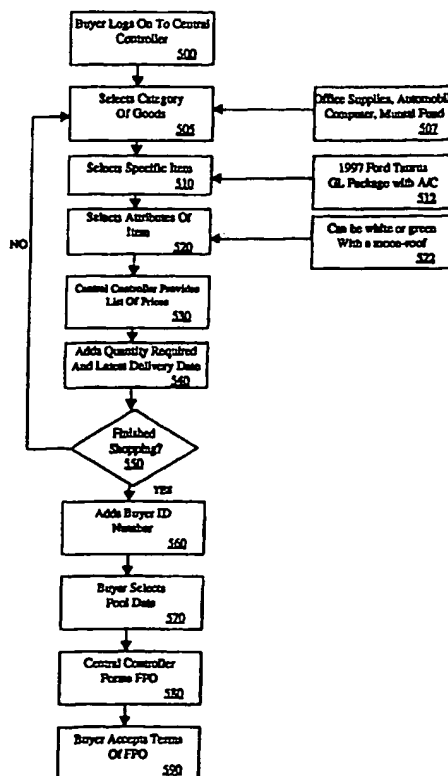 Buyer Logs On To Central
Controller
500
Selects Category
Of Goods
505
Office Supplies, Automobile
Computer, Mutual Fund
507
Selects Specific Item
510
1997 Ford Taurus
GL Package with A/C
512
Selects Attributes Of
Item
520
Can be white or green
With a moon-roof
522
NO
Central Controller Provides
List Of Prices
530
Adds Quantity Required
And Latest Delivery Date
540
Finished
Shopping?
550
YES
Adds Buyer ID
Number
560
Buyer Selects
Pool Date
570
Central Controller
Forms FPO
580
Buyer Accepts Terms
Of FPO
590